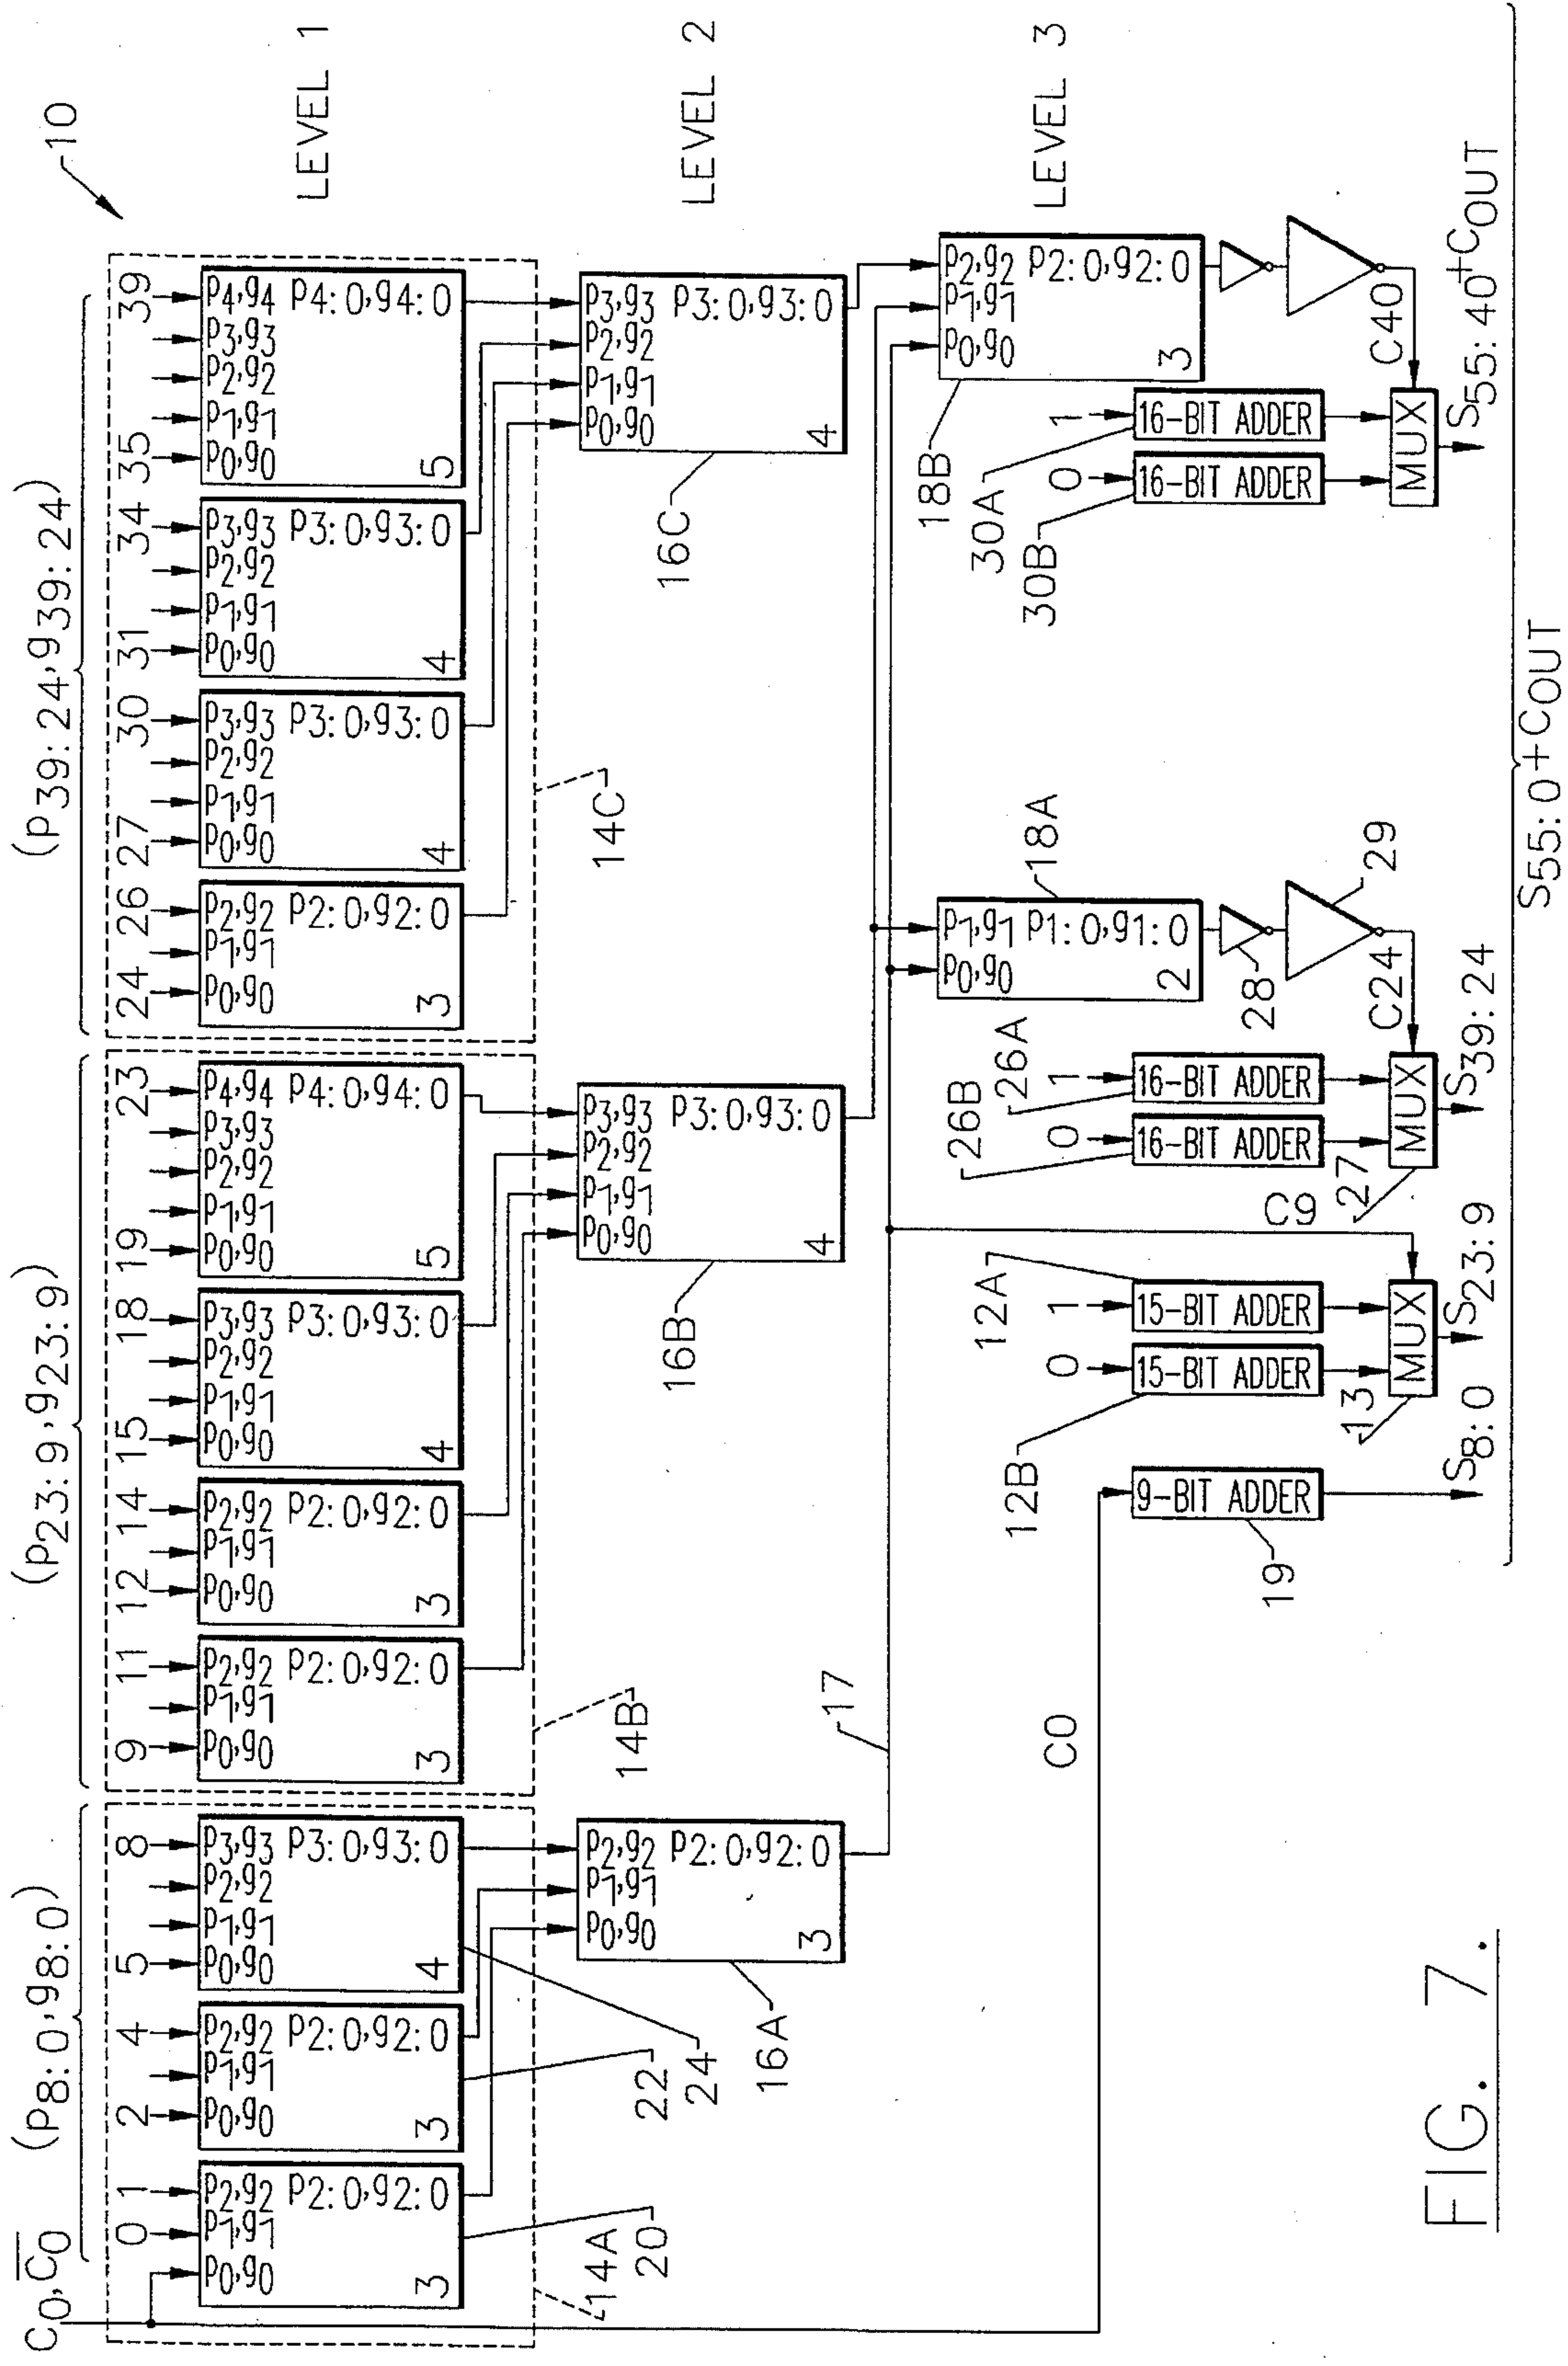 C0,C̅0̅ (P8:0,g8:0) (P23:9,g23:9) (P39:24,g39:24) 10
0 1 2 4 5 8 9 11 12 14 15 18 19 23 24 26 27 30 31 34 35 39
P0,g0 P1,g1 P2,g2 P2:0,g2:0 3
P0,g0 P1,g1 P2,g2 P2:0,g2:0 3
P0,g0 P1,g1 P2,g2 P3,g3 P3:0,g3:0 4
P0,g0 P1,g1 P2,g2 P2:0,g2:0 3
P0,g0 P1,g1 P2,g2 P2:0,g2:0 3
P0,g0 P1,g1 P2,g2 P3,g3 P3:0,g3:0 4
P0,g0 P1,g1 P2,g2 P3,g3 P4,g4 P4:0,g4:0 5
P0,g0 P1,g1 P2,g2 P2:0,g2:0 3
P0,g0 P1,g1 P2,g2 P3,g3 P3:0,g3:0 4
P0,g0 P1,g1 P2,g2 P3,g3 P3:0,g3:0 4
P0,g0 P1,g1 P2,g2 P3,g3 P4,g4 P4:0,g4:0 5
LEVEL 1
14A 20 22 24 14B 14C
P0,g0 P1,g1 P2,g2 P2:0,g2:0 3
P0,g0 P1,g1 P2,g2 P3,g3 P3:0,g3:0 4
P0,g0 P1,g1 P2,g2 P3,g3 P3:0,g3:0 4
LEVEL 2
16A 16B 16C
17
P0,g0 P1,g1 P1:0,g1:0 2
P0,g0 P1,g1 P2,g2 P2:0,g2:0 3
LEVEL 3
18A 18B
C0 12B 12A 26B 26A 30B 30A
0 1 0 1 0 1
9-BIT ADDER 15-BIT ADDER 15-BIT ADDER 16-BIT ADDER 16-BIT ADDER 16-BIT ADDER 16-BIT ADDER
19 C9 28 29
13 27 C24 C40
MUX MUX MUX
S8:0 S23:9 S39:24 S55:40+COUT
S55:0+COUT
FIG. 7.